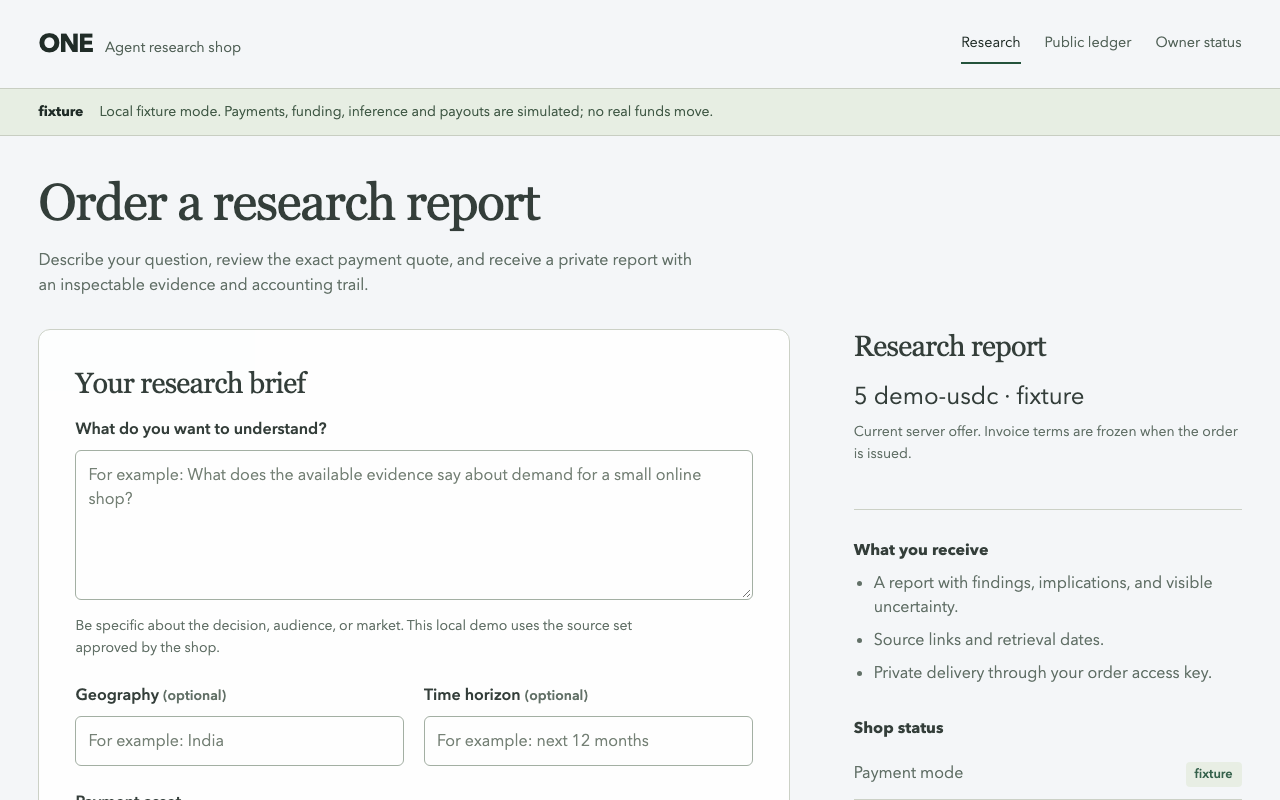 ONE Agent research shop
Research Public ledger Owner status
fixture Local fixture mode. Payments, funding, inference and payouts are simulated; no real funds move.
Order a research report
Describe your question, review the exact payment quote, and receive a private report with
an inspectable evidence and accounting trail.
Your research brief
What do you want to understand?
For example: What does the available evidence say about demand for a small online
shop?
Be specific about the decision, audience, or market. This local demo uses the source set
approved by the shop.
Geography (optional)
For example: India
Time horizon (optional)
For example: next 12 months
Payment asset
Research report
5 demo-usdc · fixture
Current server offer. Invoice terms are frozen when the order
is issued.
What you receive
• A report with findings, implications, and visible
uncertainty.
• Source links and retrieval dates.
• Private delivery through your order access key.
Shop status
Payment mode fixture